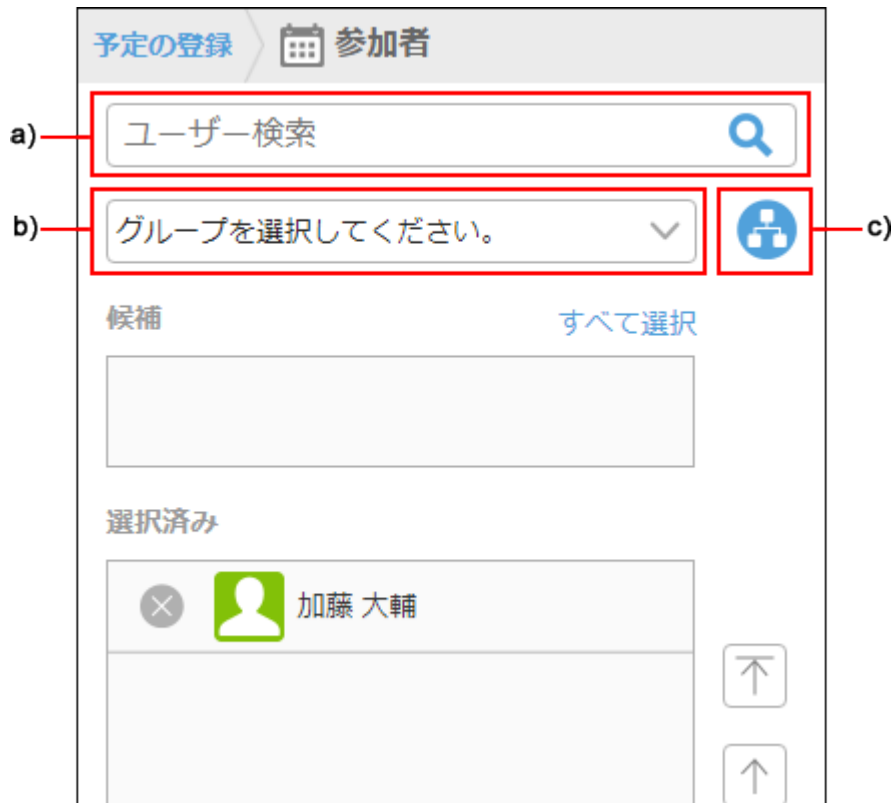 予定の登録 参加者
a) ユーザー検索
b) グループを選択してください。 c)
候補 すべて選択
選択済み
加藤 大輔